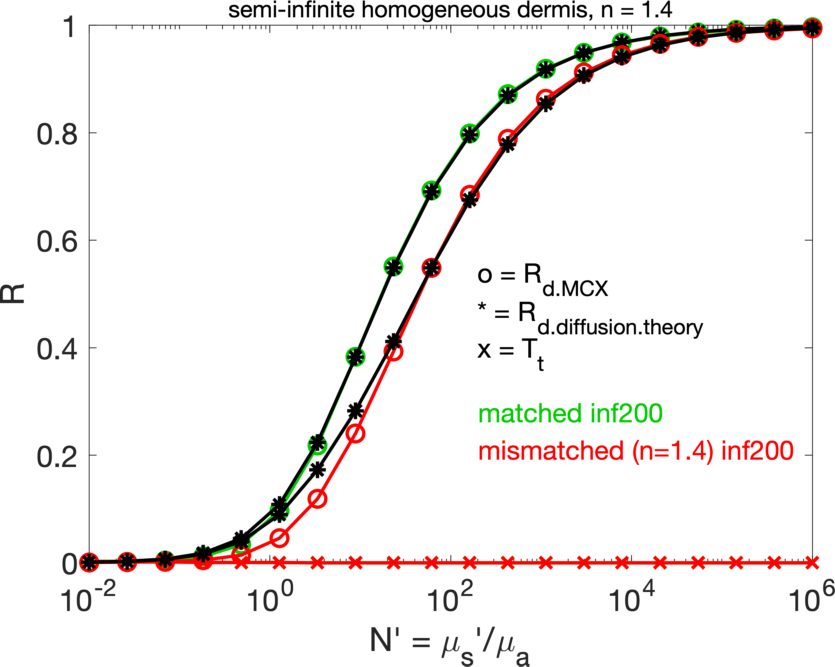 semi-infinite homogeneous dermis, n = 1.4
1
0.8
0.6
0.4
0.2
0
R
o = R_d.MCX
* = R_d.diffusion.theory
x = T_t
matched inf200
mismatched (n=1.4) inf200
10^-2 10^0 10^2 10^4 10^6
N' = μ_s'/μ_a